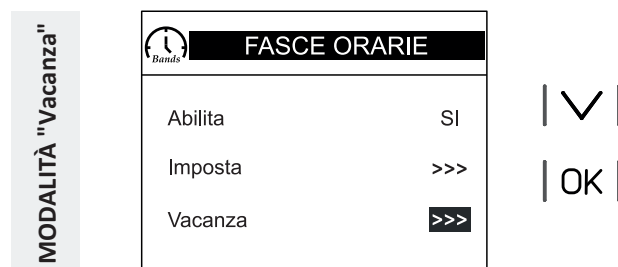 MODALITÀ "Vacanza"
Bands
FASCE ORARIE
Abilita SI
Imposta >>>
Vacanza >>>
OK